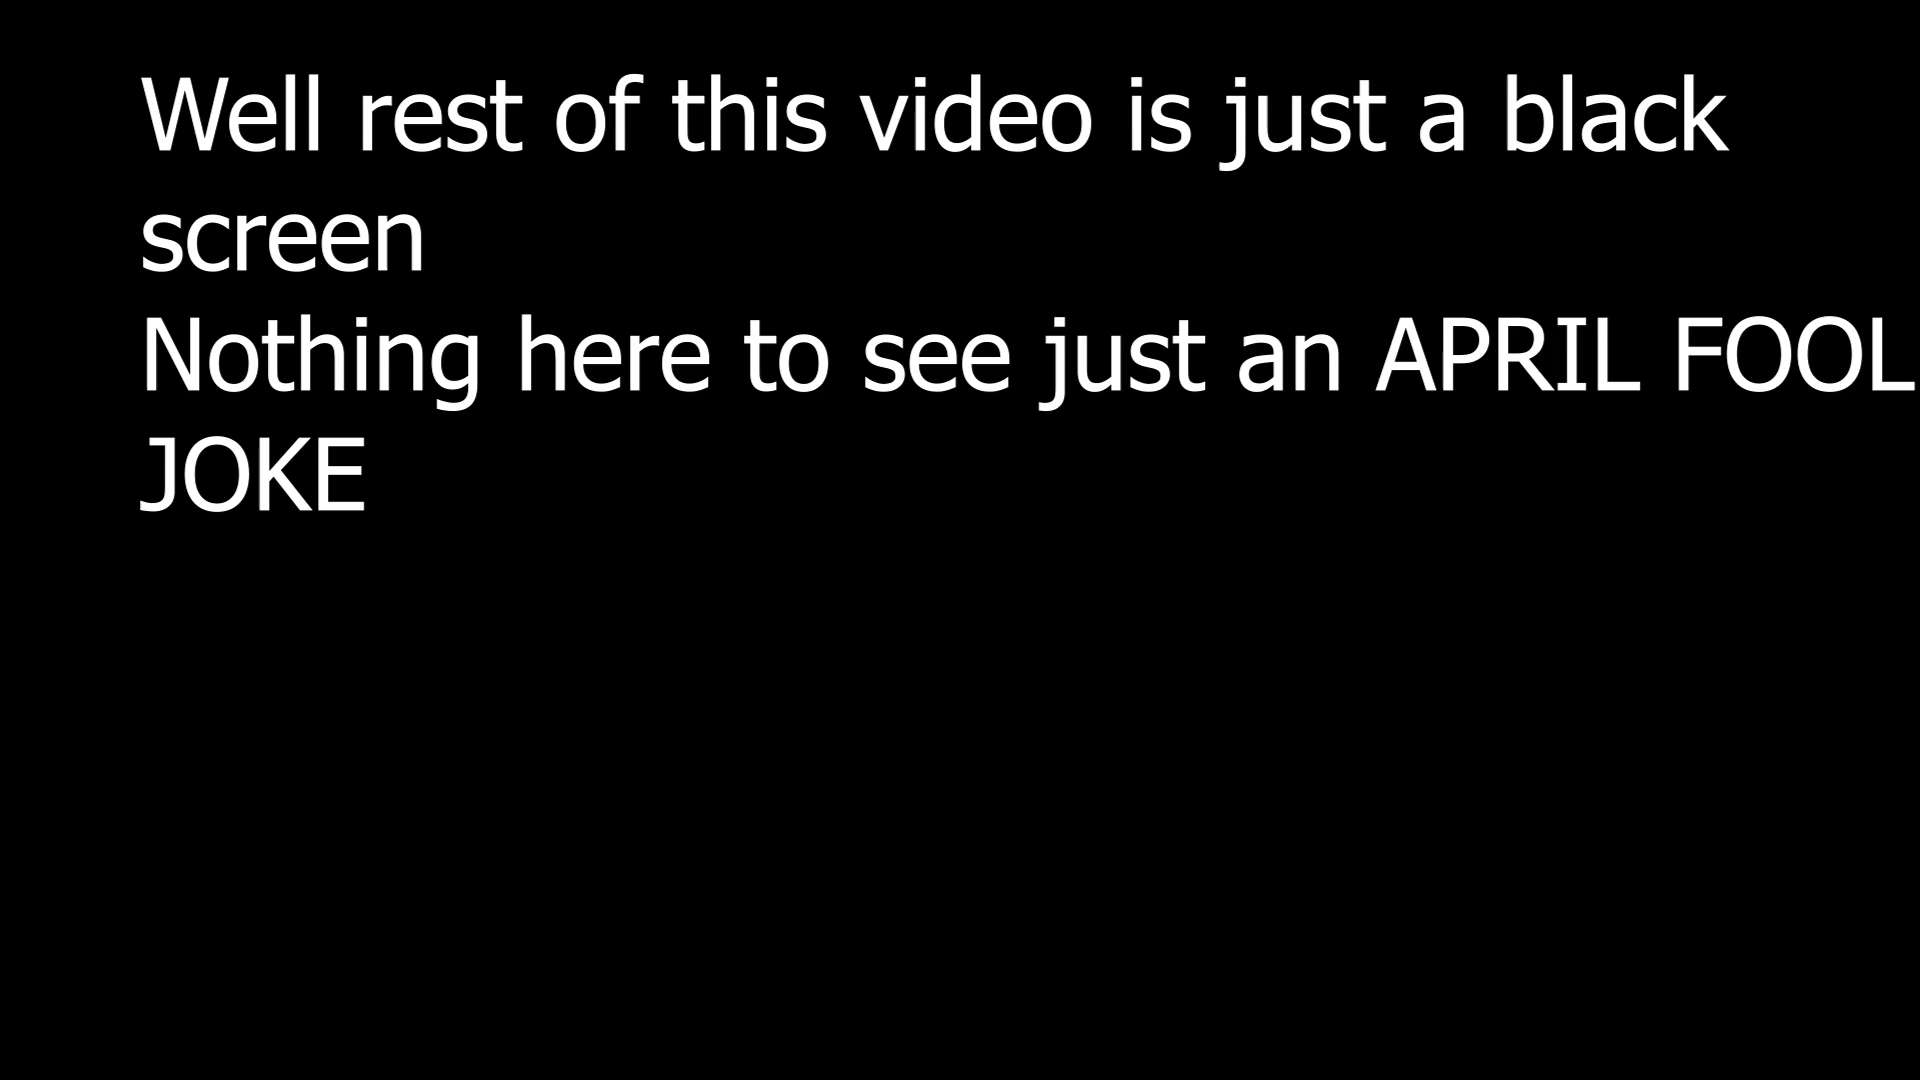 Well rest of this video is just a black
screen
Nothing here to see just an APRIL FOOL
JOKE